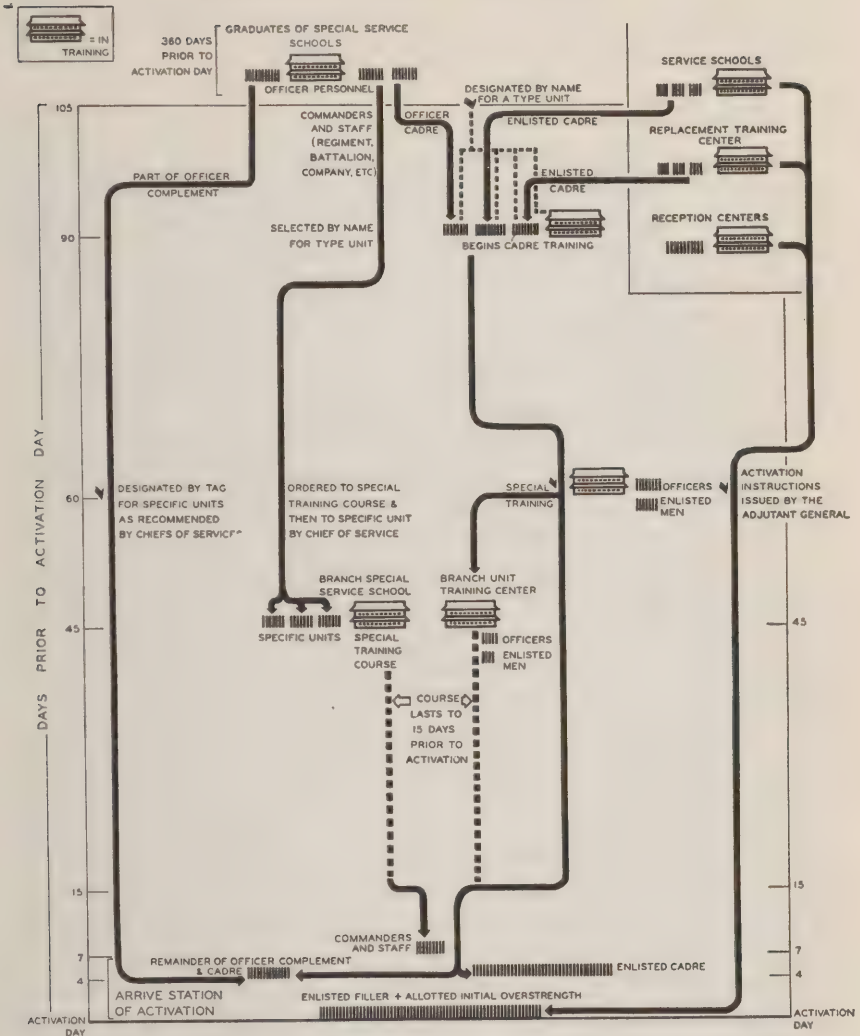 = IN
TRAINING
360 DAYS
PRIOR TO
ACTIVATION DAY
GRADUATES OF SPECIAL SERVICE
SCHOOLS
OFFICER PERSONNEL
105
COMMANDERS
AND STAFF
(REGIMENT,
BATTALION,
COMPANY, ETC)
OFFICER
CADRE
DESIGNATED BY NAME
FOR A TYPE UNIT
ENLISTED CADRE
SERVICE SCHOOLS
REPLACEMENT TRAINING
CENTER
PART OF OFFICER
COMPLEMENT
ENLISTED
CADRE
RECEPTION CENTERS
90
SELECTED BY NAME
FOR TYPE UNIT
BEGINS CADRE TRAINING
DAYS PRIOR TO ACTIVATION DAY
60
DESIGNATED BY TAG
FOR SPECIFIC UNITS
AS RECOMMENDED
BY CHIEFS OF SERVICE
ORDERED TO SPECIAL
TRAINING COURSE &
THEN TO SPECIFIC UNIT
BY CHIEF OF SERVICE
SPECIAL
TRAINING
OFFICERS
ENLISTED
MEN
ACTIVATION
INSTRUCTIONS
ISSUED BY THE
ADJUTANT GENERAL
BRANCH SPECIAL
SERVICE SCHOOL
BRANCH UNIT
TRAINING CENTER
45
45
SPECIFIC UNITS
SPECIAL
TRAINING
COURSE
OFFICERS
ENLISTED
MEN
COURSE
LASTS TO
15 DAYS
PRIOR TO
ACTIVATION
15
15
COMMANDERS
AND STAFF
7
7
REMAINDER OF OFFICER COMPLEMENT
& CADRE
ENLISTED CADRE
4
4
ARRIVE STATION
OF ACTIVATION
ENLISTED FILLER + ALLOTTED INITIAL OVERSTRENGTH
ACTIVATION
DAY
ACTIVATION
DAY